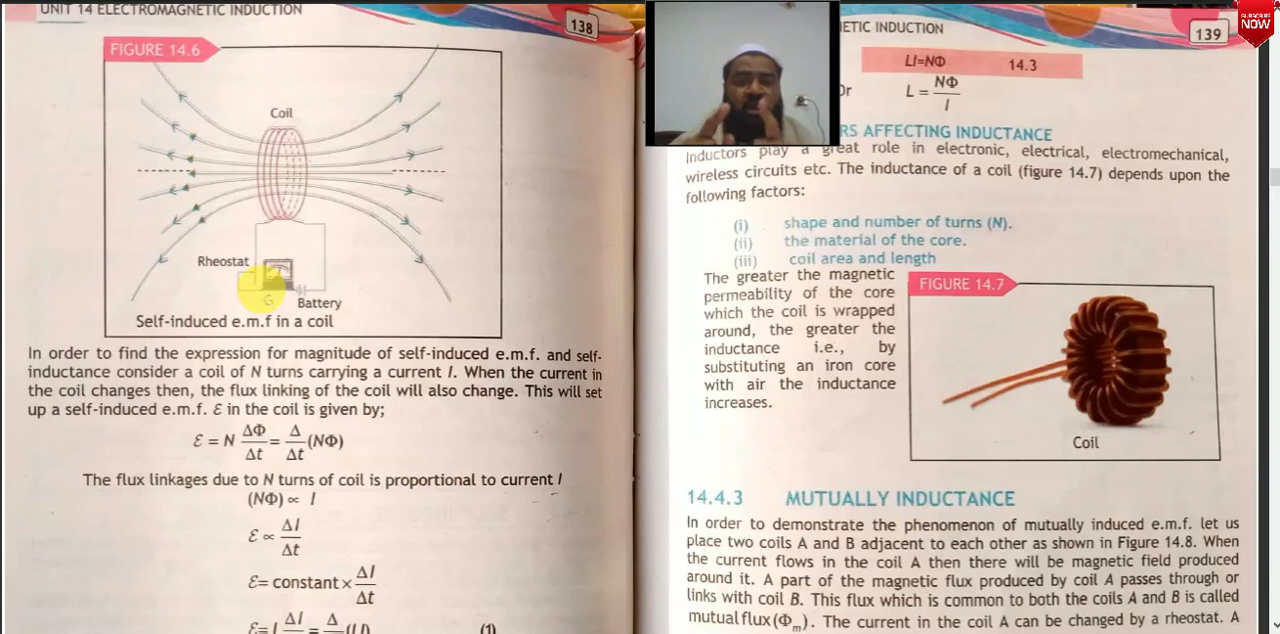 UNIT 14 ELECTROMAGNETIC INDUCTION
138
FIGURE 14.6
Coil
Rheostat
G
Battery
Self-induced e.m.f in a coil
In order to find the expression for magnitude of self-induced e.m.f. and self-
inductance consider a coil of N turns carrying a current I. When the current in
the coil changes then, the flux linking of the coil will also change. This will set
up a self-induced e.m.f. Ɛ in the coil is given by;
Ɛ = N ΔΦ/Δt = Δ/Δt (NΦ)
The flux linkages due to N turns of coil is proportional to current I
(NΦ) ∝ I
Ɛ ∝ ΔI/Δt
Ɛ= constant × ΔI/Δt
(1)
ETIC INDUCTION
139
SUBSCRIBE
NOW
LI=NΦ 14.3
Or L = NΦ/I
RS AFFECTING INDUCTANCE
Inductors play a great role in electronic, electrical, electromechanical,
wireless circuits etc. The inductance of a coil (figure 14.7) depends upon the
following factors:
(i) shape and number of turns (N).
(ii) the material of the core.
(iii) coil area and length
The greater the magnetic
permeability of the core
which the coil is wrapped
around, the greater the
inductance i.e., by
substituting an iron core
with air the inductance
increases.
FIGURE 14.7
Coil
14.4.3 MUTUALLY INDUCTANCE
In order to demonstrate the phenomenon of mutually induced e.m.f. let us
place two coils A and B adjacent to each other as shown in Figure 14.8. When
the current flows in the coil A then there will be magnetic field produced
around it. A part of the magnetic flux produced by coil A passes through or
links with coil B. This flux which is common to both the coils A and B is called
mutual flux(Φm). The current in the coil A can be changed by a rheostat. A